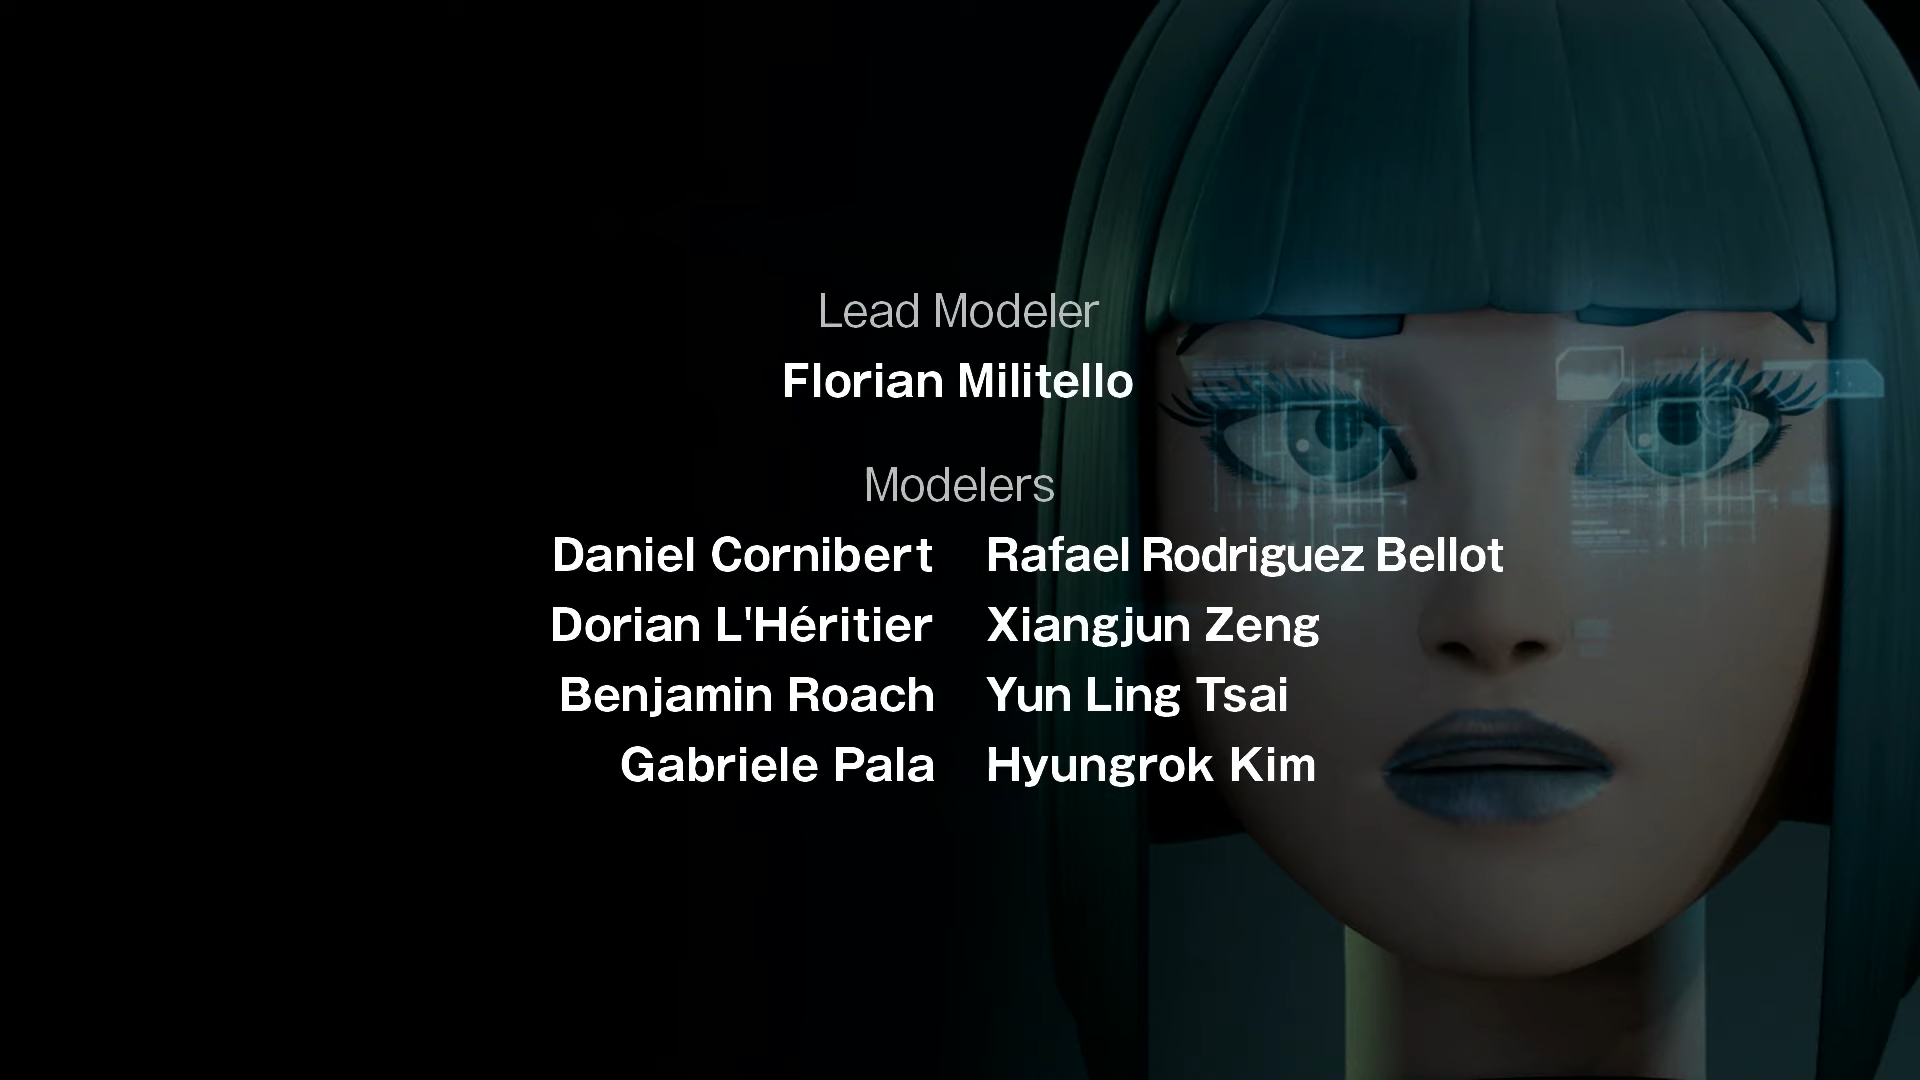 Lead Modeler
Florian Militello
Modelers
Daniel Cornibert Rafael Rodriguez Bellot
Dorian L'Héritier Xiangjun Zeng
Benjamin Roach Yun Ling Tsai
Gabriele Pala Hyungrok Kim